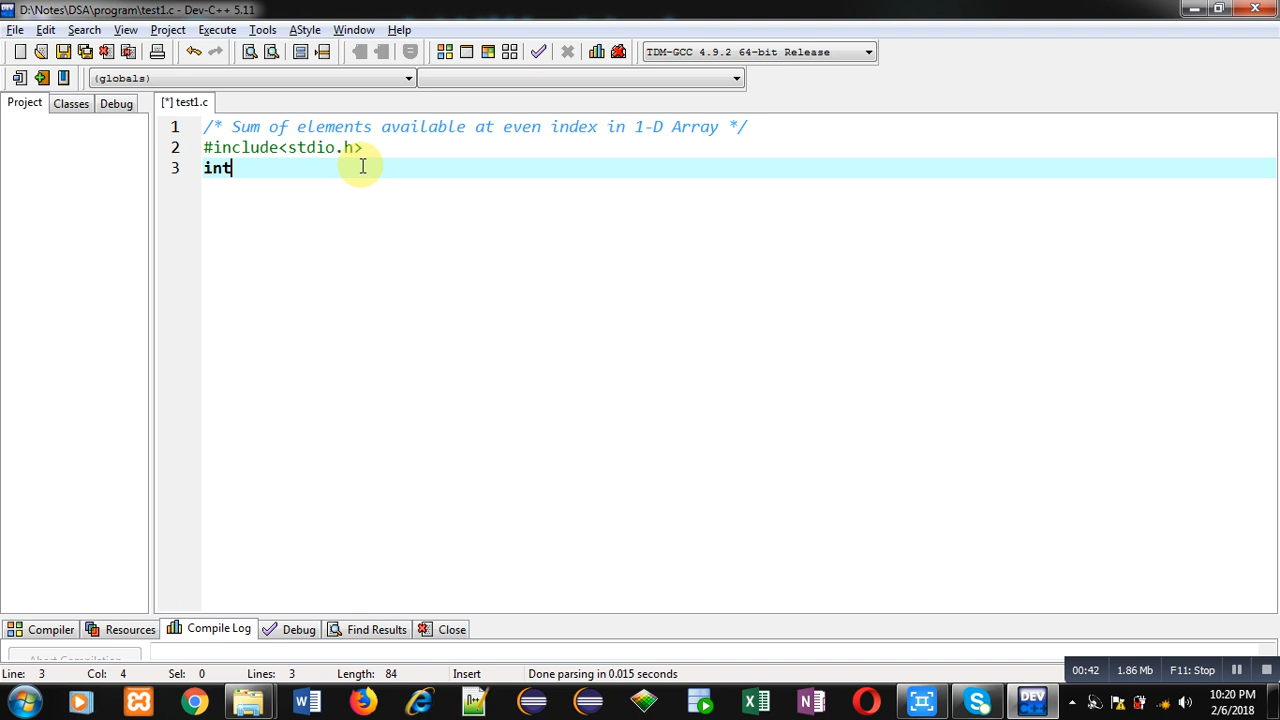 D:\Notes\DSA\program\test1.c - Dev-C++ 5.11
File Edit Search View Project Execute Tools AStyle Window Help
TDM-GCC 4.9.2 64-bit Release
(globals)
Project Classes Debug [*] test1.c
1 /* Sum of elements available at even index in 1-D Array */
2 #include<stdio.h>
3 int
Compiler Resources Compile Log Debug Find Results Close
Abort Compilation
Line: 3 Col: 4 Sel: 0 Lines: 3 Length: 84 Insert Done parsing in 0.015 seconds
00:42 1.86 Mb F11: Stop
10:20 PM
2/6/2018